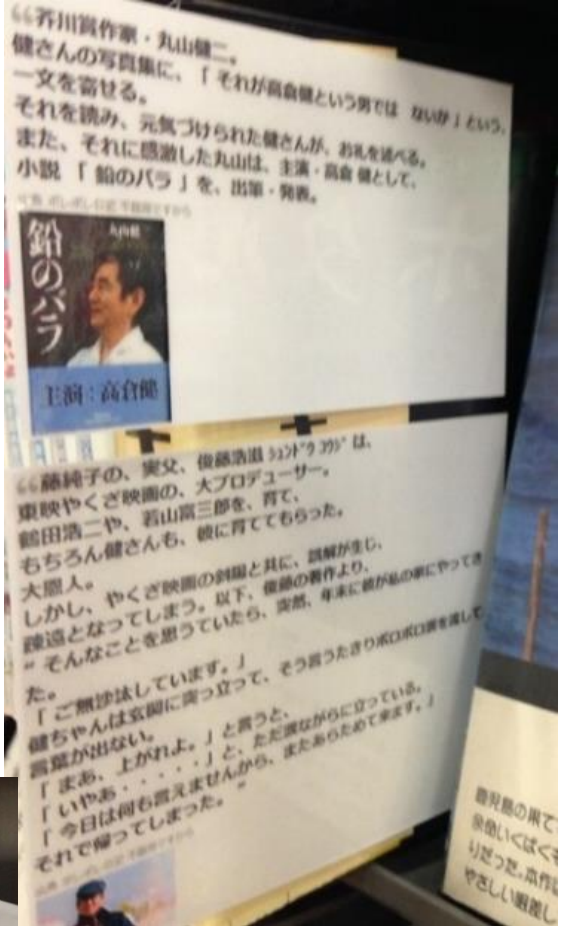 “芥川賞作家・丸山健二。
健さんの写真集に、「それが高倉健という男では ないか」という、
一文を寄せる。
それを読み、元気づけられた健さんが、お礼を述べる。
また、それに感激した丸山は、主演・高倉 健として、
小説 「 鉛のバラ 」を、出筆・発表。
丸山健二
鉛のバラ
主演:高倉健
“藤純子の、実父、俊藤浩滋 ｼｭﾝﾄﾞｳ ｺｳｼﾞ は、
東映やくざ映画の、大プロデューサー。
鶴田浩二や、若山富三郎を、育て、
もちろん健さんも、彼に育ててもらった。
大恩人。
しかし、やくざ映画の剣陽と共に、誤解が生じ、
疎遠となってしまう。以下、俊藤の著作より、
“ そんなことを思うていたら、突然、年末に彼が私の家にやってき
た。
「 ご無沙汰しています。」
健ちゃんは玄関に突っ立って、そう言うたきりボロボロ涙を流して
言葉が出ない。
「 まあ、上がれよ。」と言うと、
「 いやあ・・・・・」と、ただ涙ながらに立っている。
「 今日は何も言えませんから、またあらためて来ます。」
それで帰ってしまった。 ”
鹿児島の果て
余命いくばくも
りだった。本作は
やさしい眼差し